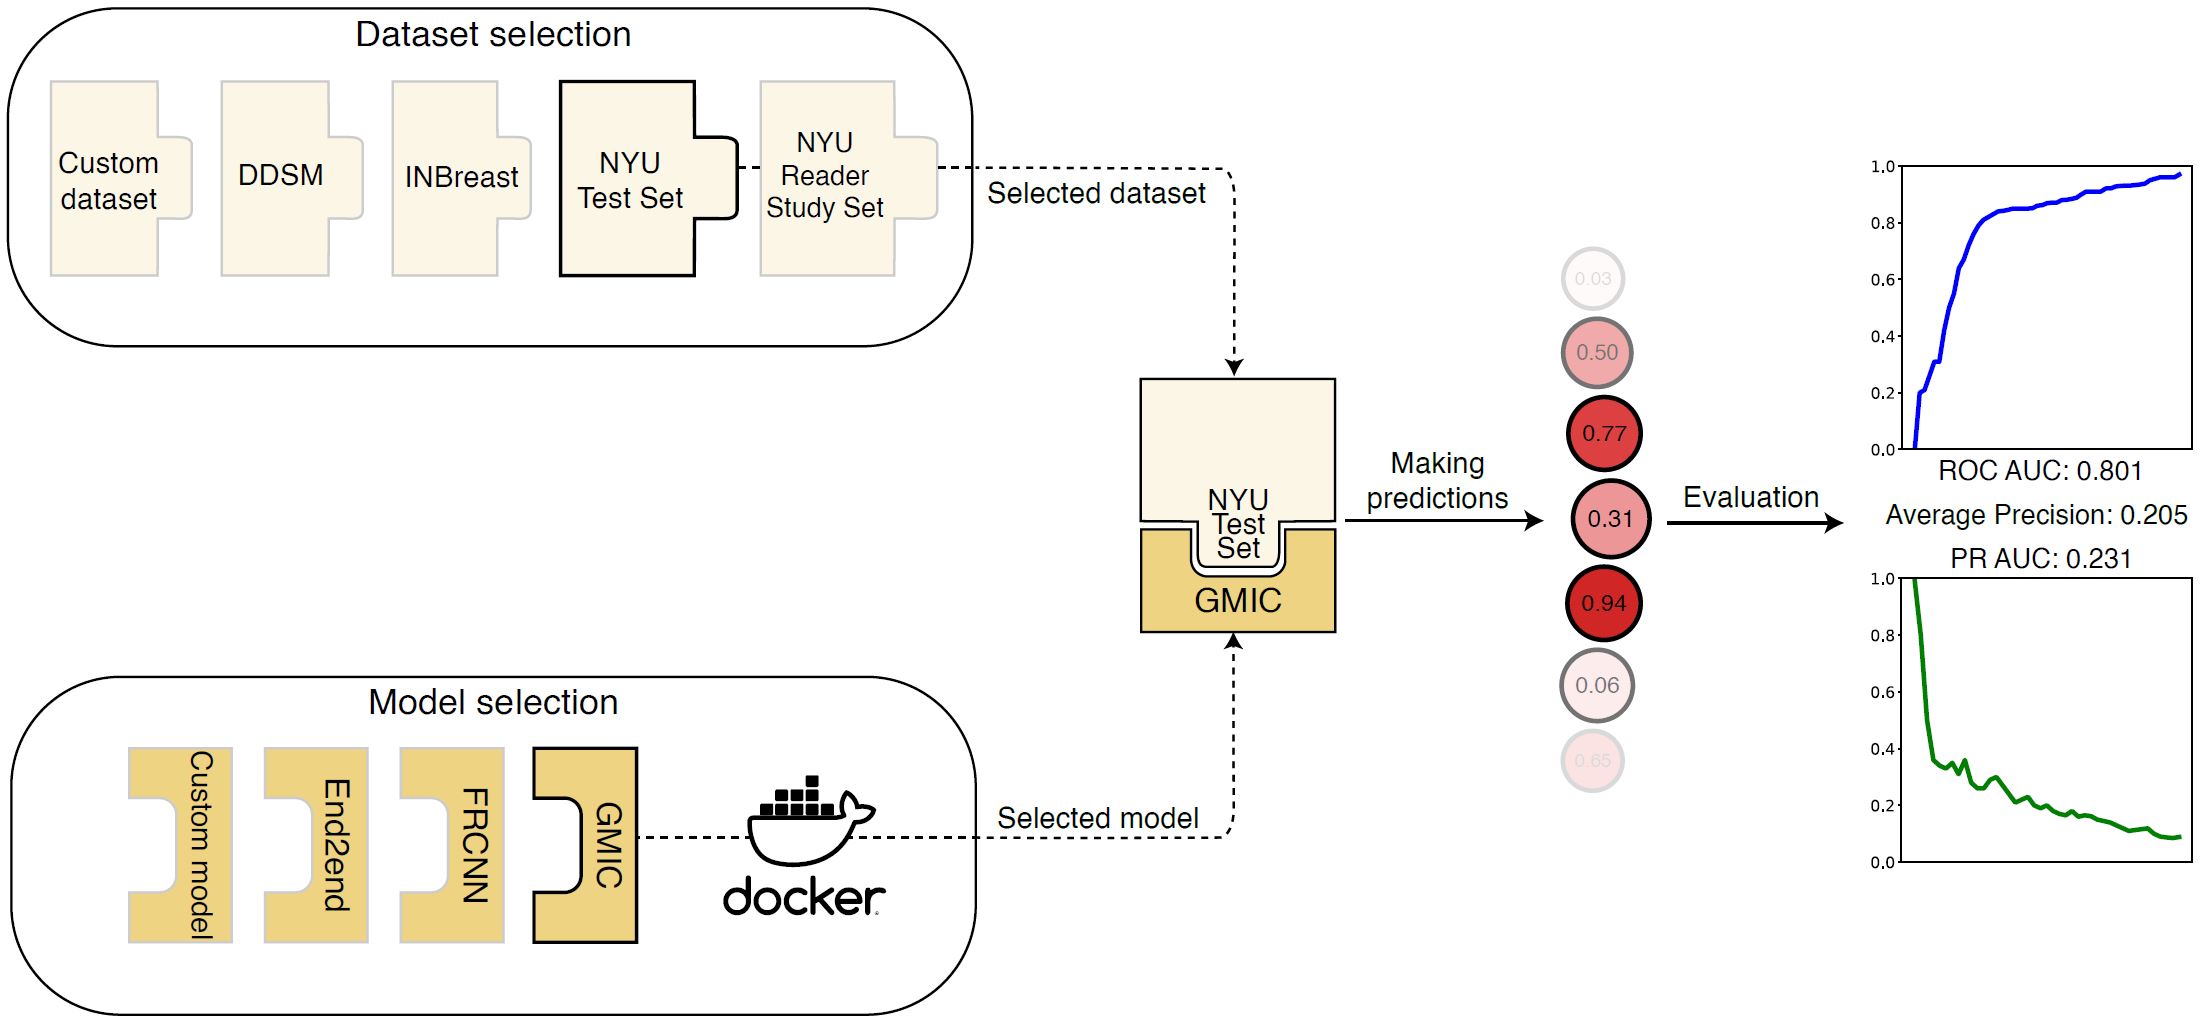 Dataset selection
Custom
dataset
DDSM
INBreast
NYU
Test Set
NYU
Reader
Study Set
Selected dataset
Model selection
Custom model
End2end
FRCNN
GMIC
docker
Selected model
NYU
Test
Set
GMIC
Making
predictions
0.03
0.50
0.77
0.31
0.94
0.06
0.65
Evaluation
1.0
0.8
0.6
0.4
0.2
0.0
ROC AUC: 0.801
Average Precision: 0.205
PR AUC: 0.231
1.0
0.8
0.6
0.4
0.2
0.0